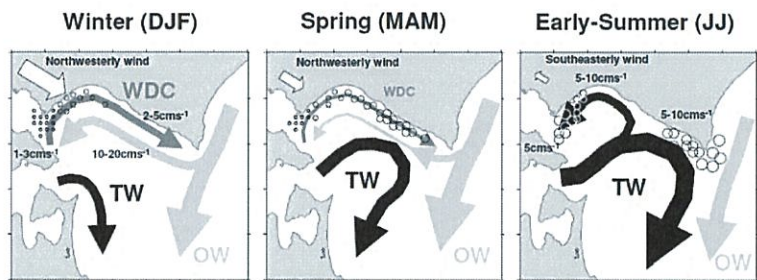 Winter (DJF)
Northwesterly wind
WDC
2-5cms⁻¹
1-3cms⁻¹
10-20cms⁻¹
TW
OW
Spring (MAM)
Northwesterly wind
WDC
TW
OW
Early-Summer (JJ)
Southeasterly wind
5-10cms⁻¹
5-10cms⁻¹
5cms⁻¹
TW
OW